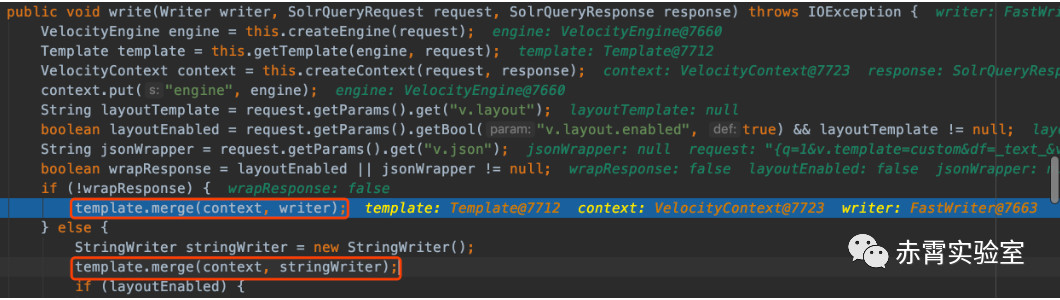 public void write(Writer writer, SolrQueryRequest request, SolrQueryResponse response) throws IOException {  writer: FastWri
VelocityEngine engine = this.createEngine(request);  engine: VelocityEngine@7660
Template template = this.getTemplate(engine, request);  template: Template@7712
VelocityContext context = this.createContext(request, response);  context: VelocityContext@7723  response: SolrQueryResp
context.put( s: "engine", engine);  engine: VelocityEngine@7660
String layoutTemplate = request.getParams().get("v.layout");  layoutTemplate: null
boolean layoutEnabled = request.getParams().getBool( param: "v.layout.enabled",  def: true) && layoutTemplate != null;  lay
String jsonWrapper = request.getParams().get("v.json");  jsonWrapper: null  request: "{q=1&v.template=custom&df=_text_&v
boolean wrapResponse = layoutEnabled || jsonWrapper != null;  wrapResponse: false  layoutEnabled: false  jsonWrapper: n
if (!wrapResponse) {  wrapResponse: false
template.merge(context, writer);  template: Template@7712  context: VelocityContext@7723  writer: FastWriter@7663
} else {
StringWriter stringWriter = new StringWriter();
template.merge(context, stringWriter);
if (layoutEnabled) {
赤霄实验室